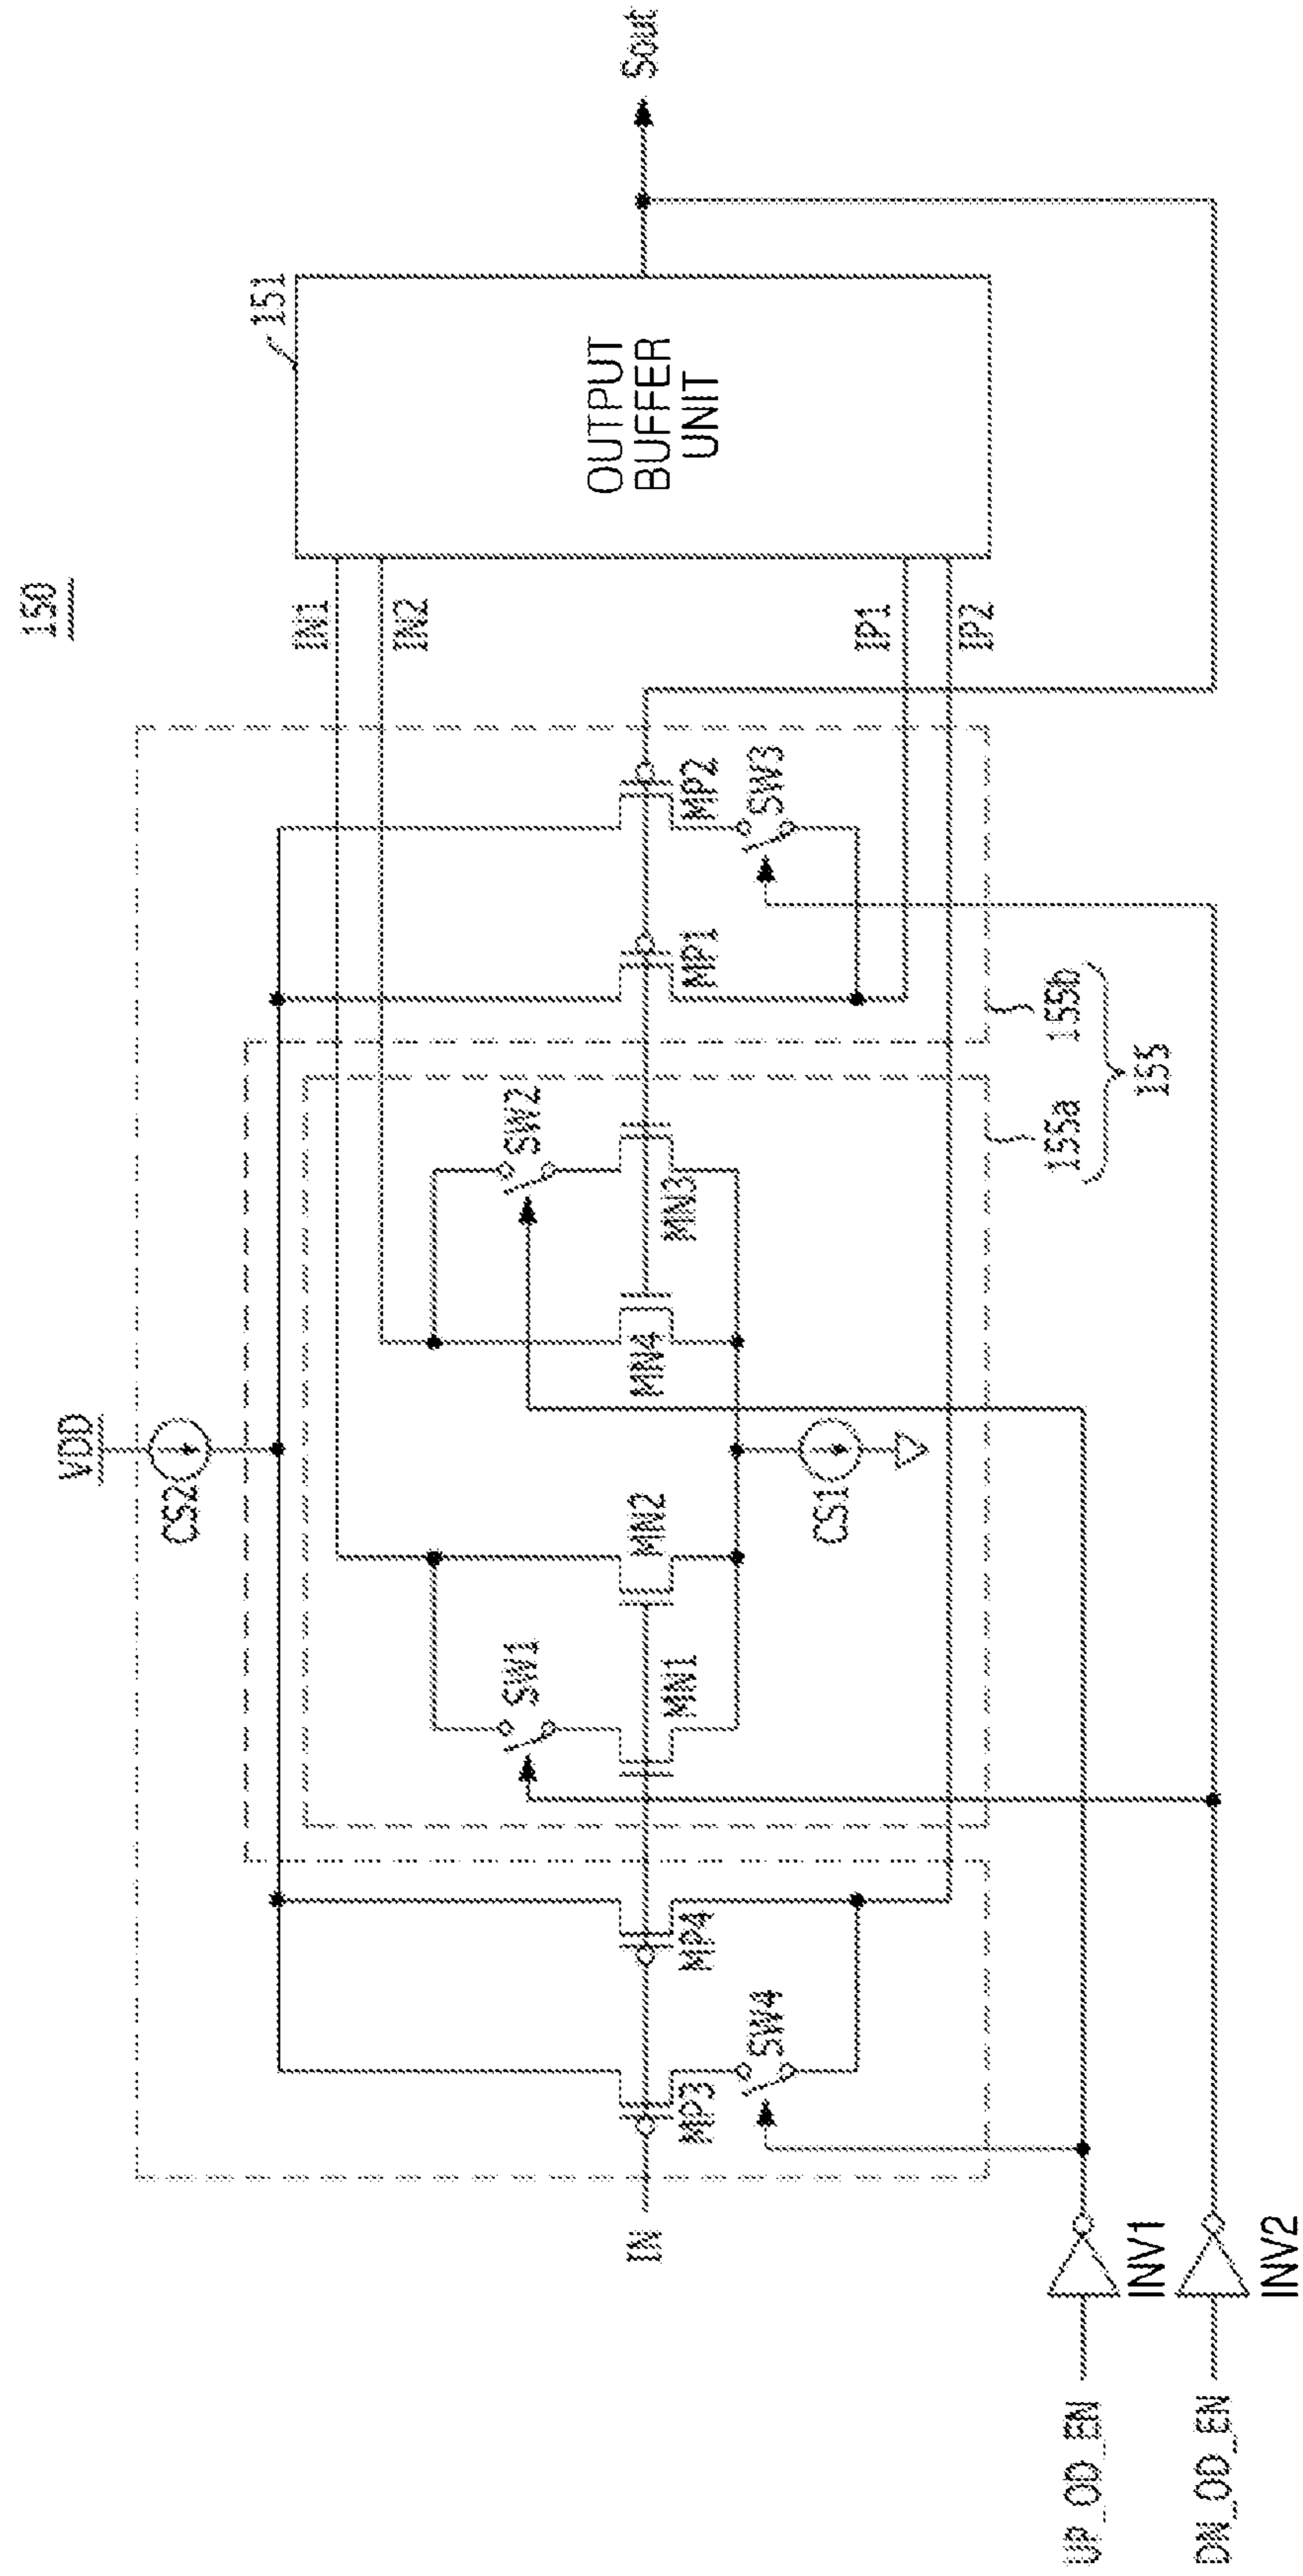 150
VDD
CS2
151
IN1
IN2
SW1
SW2
OUTPUT
BUFFER
UNIT
Sout
IN
MP3
MP4
MN1
MN2
MN4
MN3
MP1
MP2
SW4
SW3
CS1
IP1
IP2
155a
155b
155
UP_OD_EN
INV1
DN_OD_EN
INV2